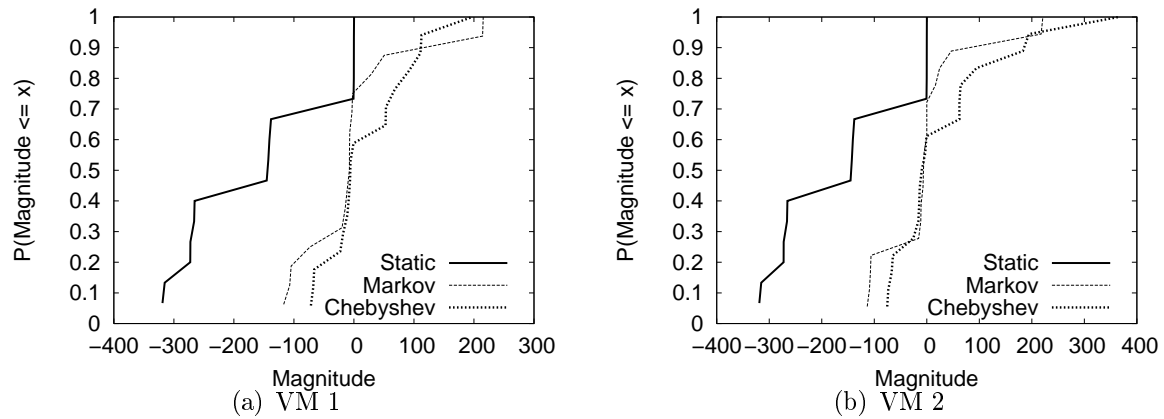 P(Magnitude <= x)
1
0.9
0.8
0.7
0.6
0.5
0.4
0.3
0.2
0.1
0
Static
Markov
Chebyshev
−400 −300 −200 −100 0 100 200 300
Magnitude
(a) VM 1
P(Magnitude <= x)
1
0.9
0.8
0.7
0.6
0.5
0.4
0.3
0.2
0.1
0
Static
Markov
Chebyshev
−400 −300 −200 −100 0 100 200 300 400
Magnitude
(b) VM 2